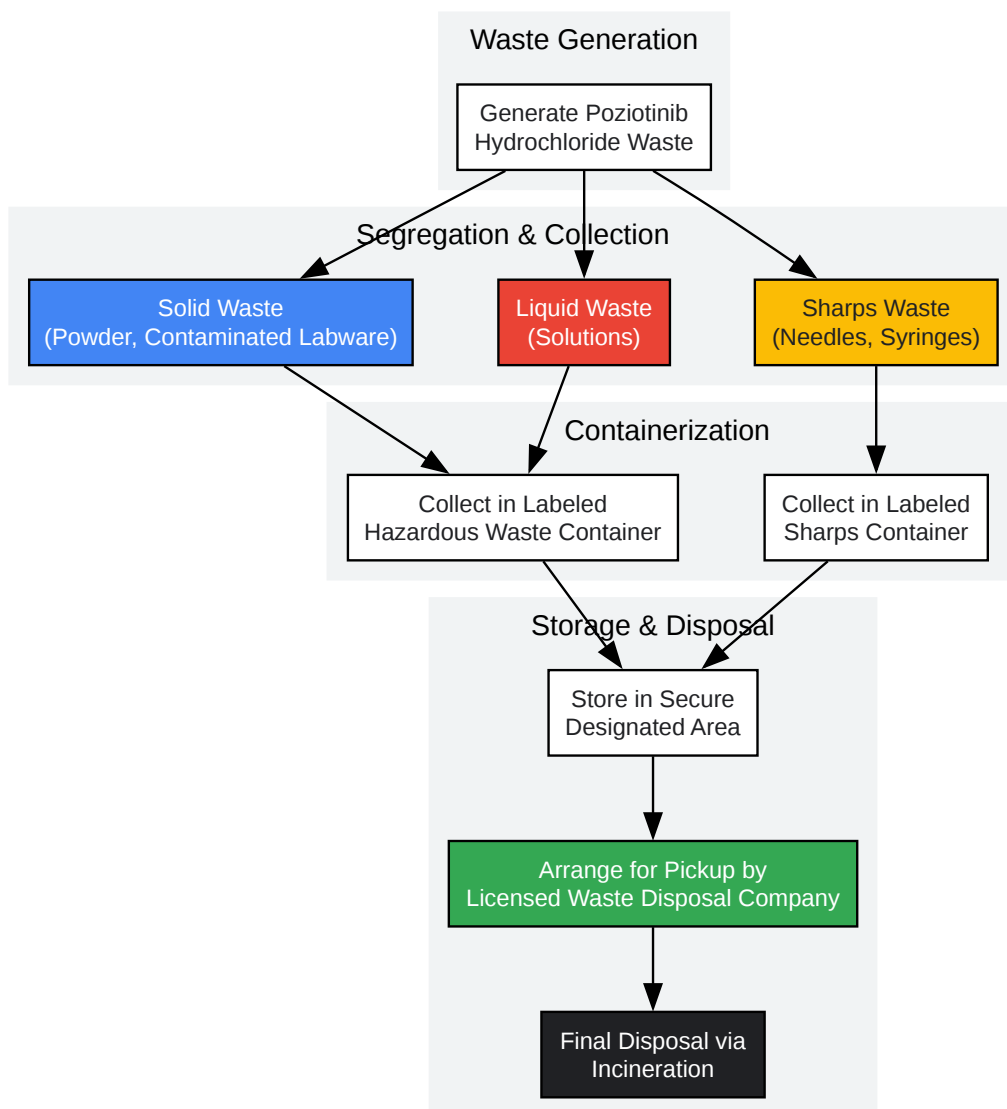 Waste Generation
Generate Poziotinib
Hydrochloride Waste
Segregation & Collection
Solid Waste
(Powder, Contaminated Labware)
Liquid Waste
(Solutions)
Sharps Waste
(Needles, Syringes)
Containerization
Collect in Labeled
Hazardous Waste Container
Collect in Labeled
Sharps Container
Storage & Disposal
Store in Secure
Designated Area
Arrange for Pickup by
Licensed Waste Disposal Company
Final Disposal via
Incineration